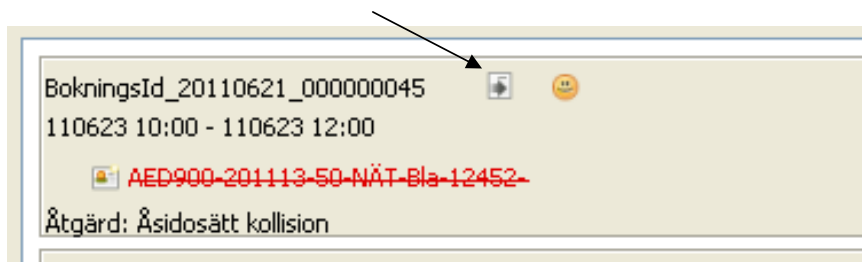 BokningsId_20110621_000000045
110623 10:00 - 110623 12:00
AED900-201113-50-NÄT-Bla-12452-
Åtgärd: Åsidosätt kollision